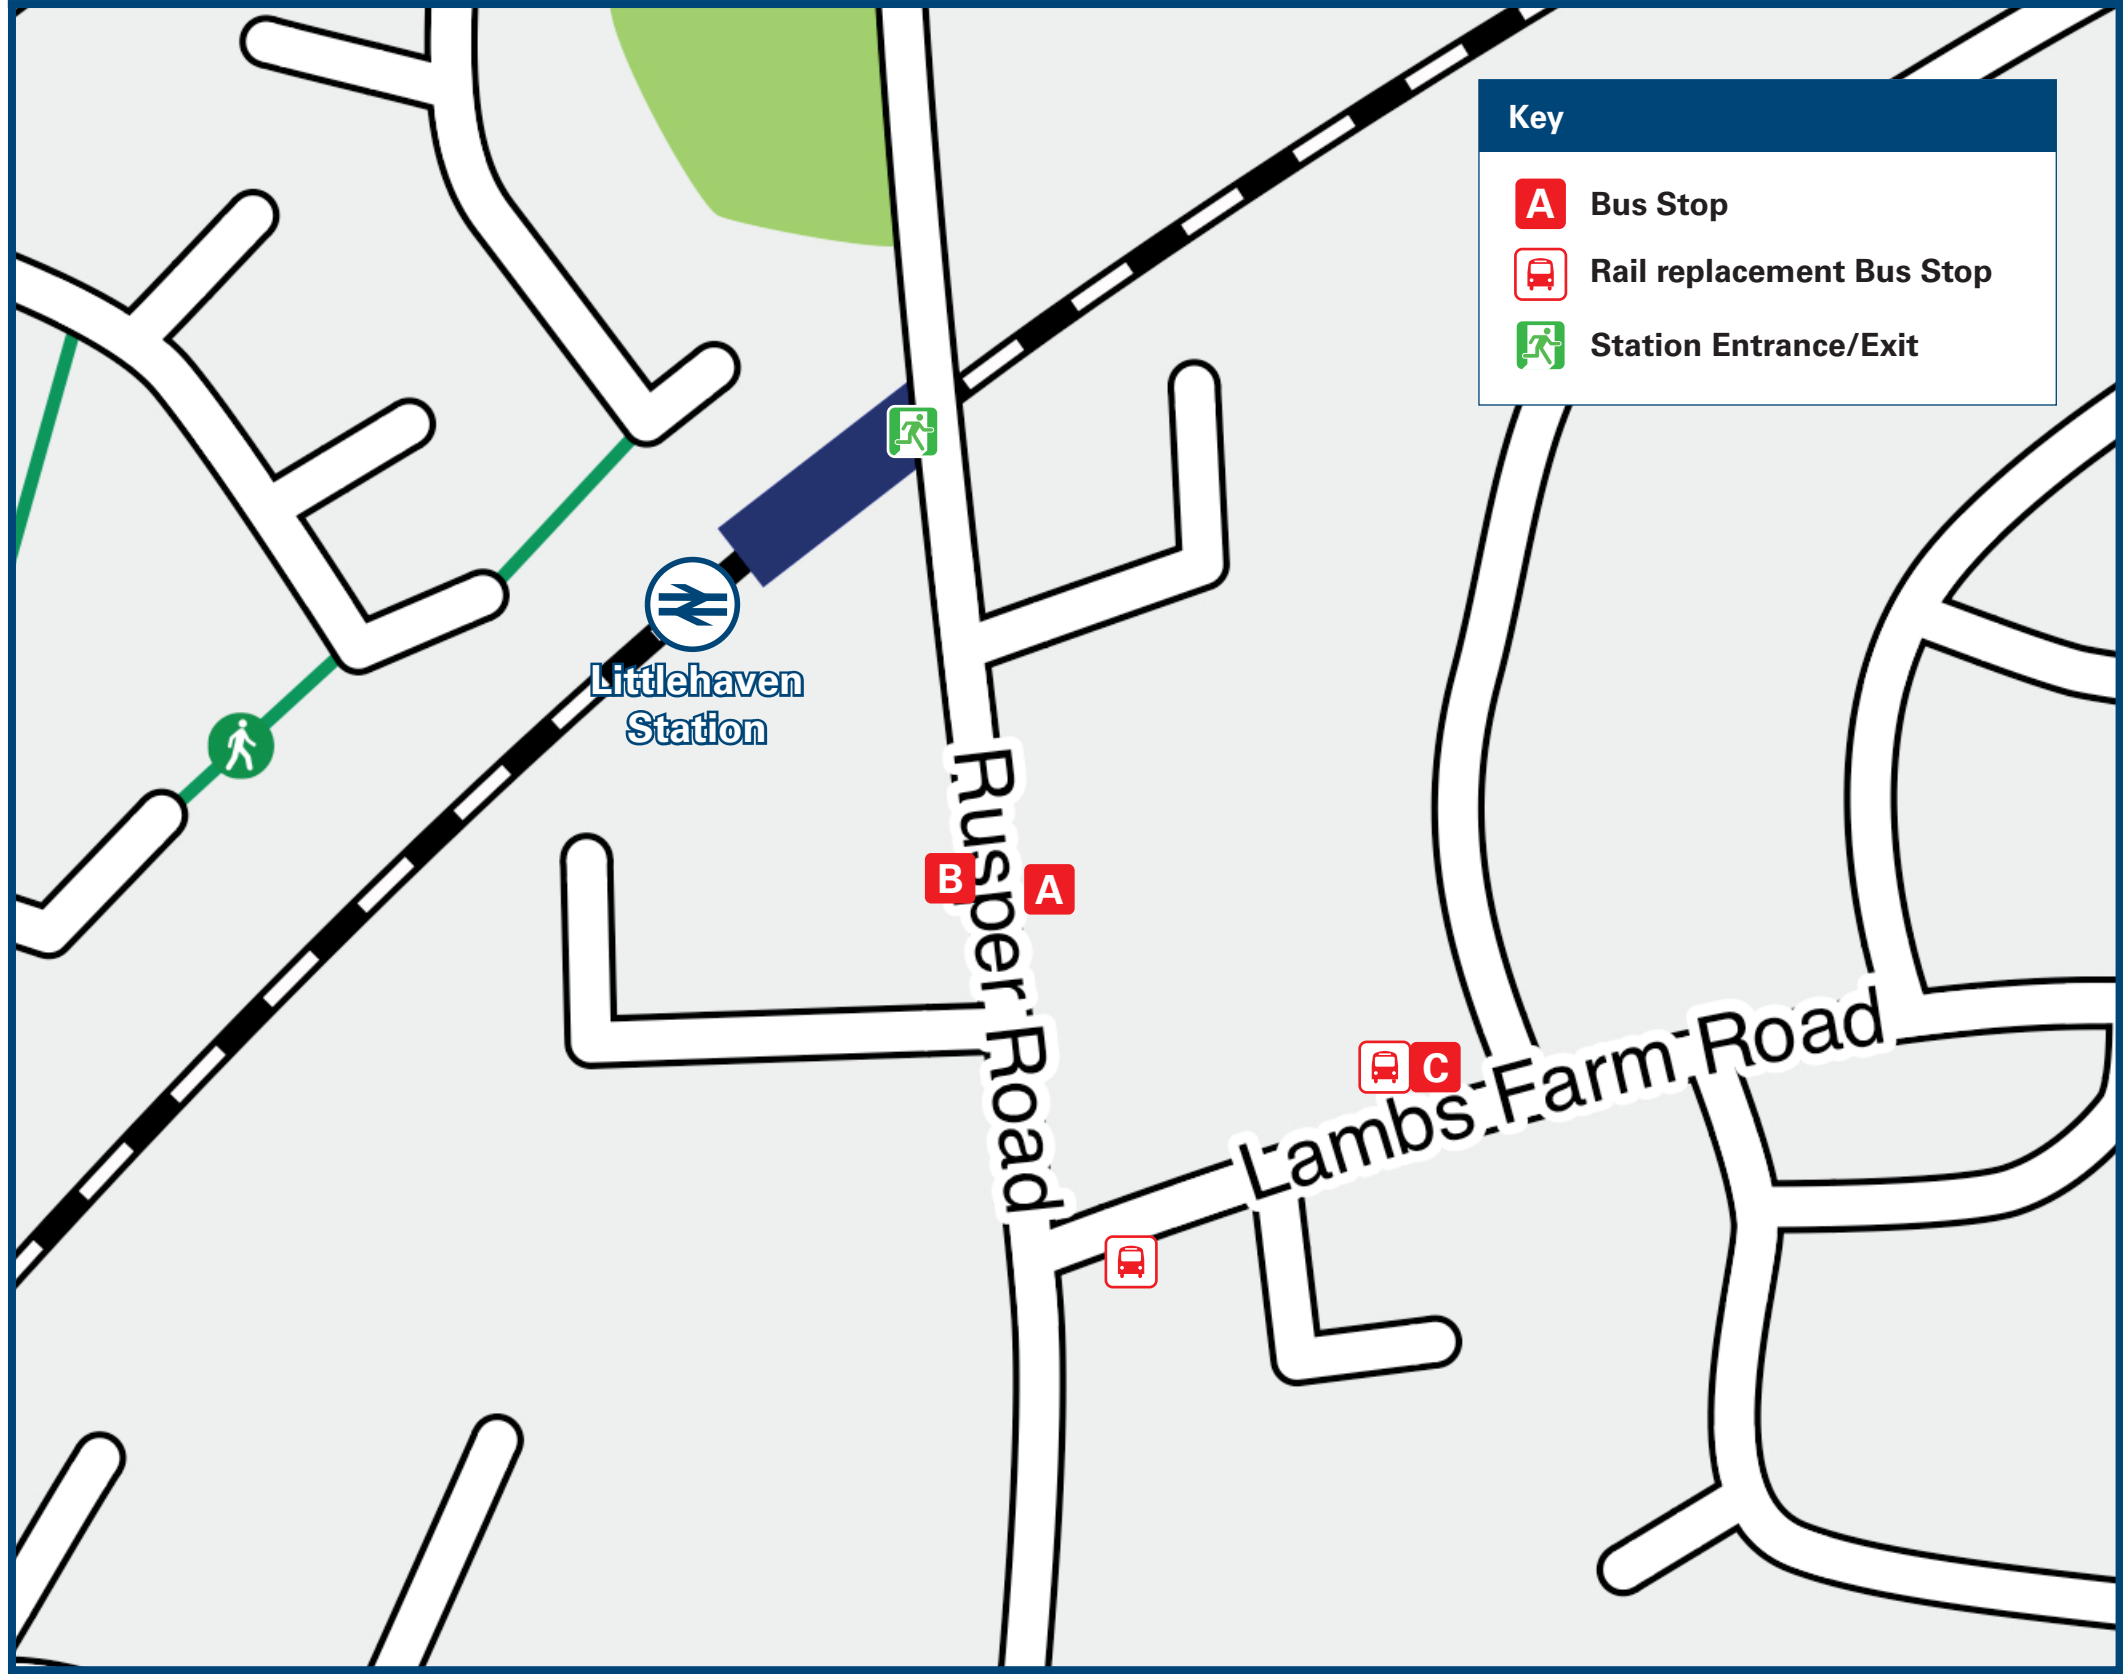 Key
A Bus Stop
Rail replacement Bus Stop
Station Entrance/Exit
Littlehaven
Station
Rusper Road
B
A
C
Lambs Farm Road